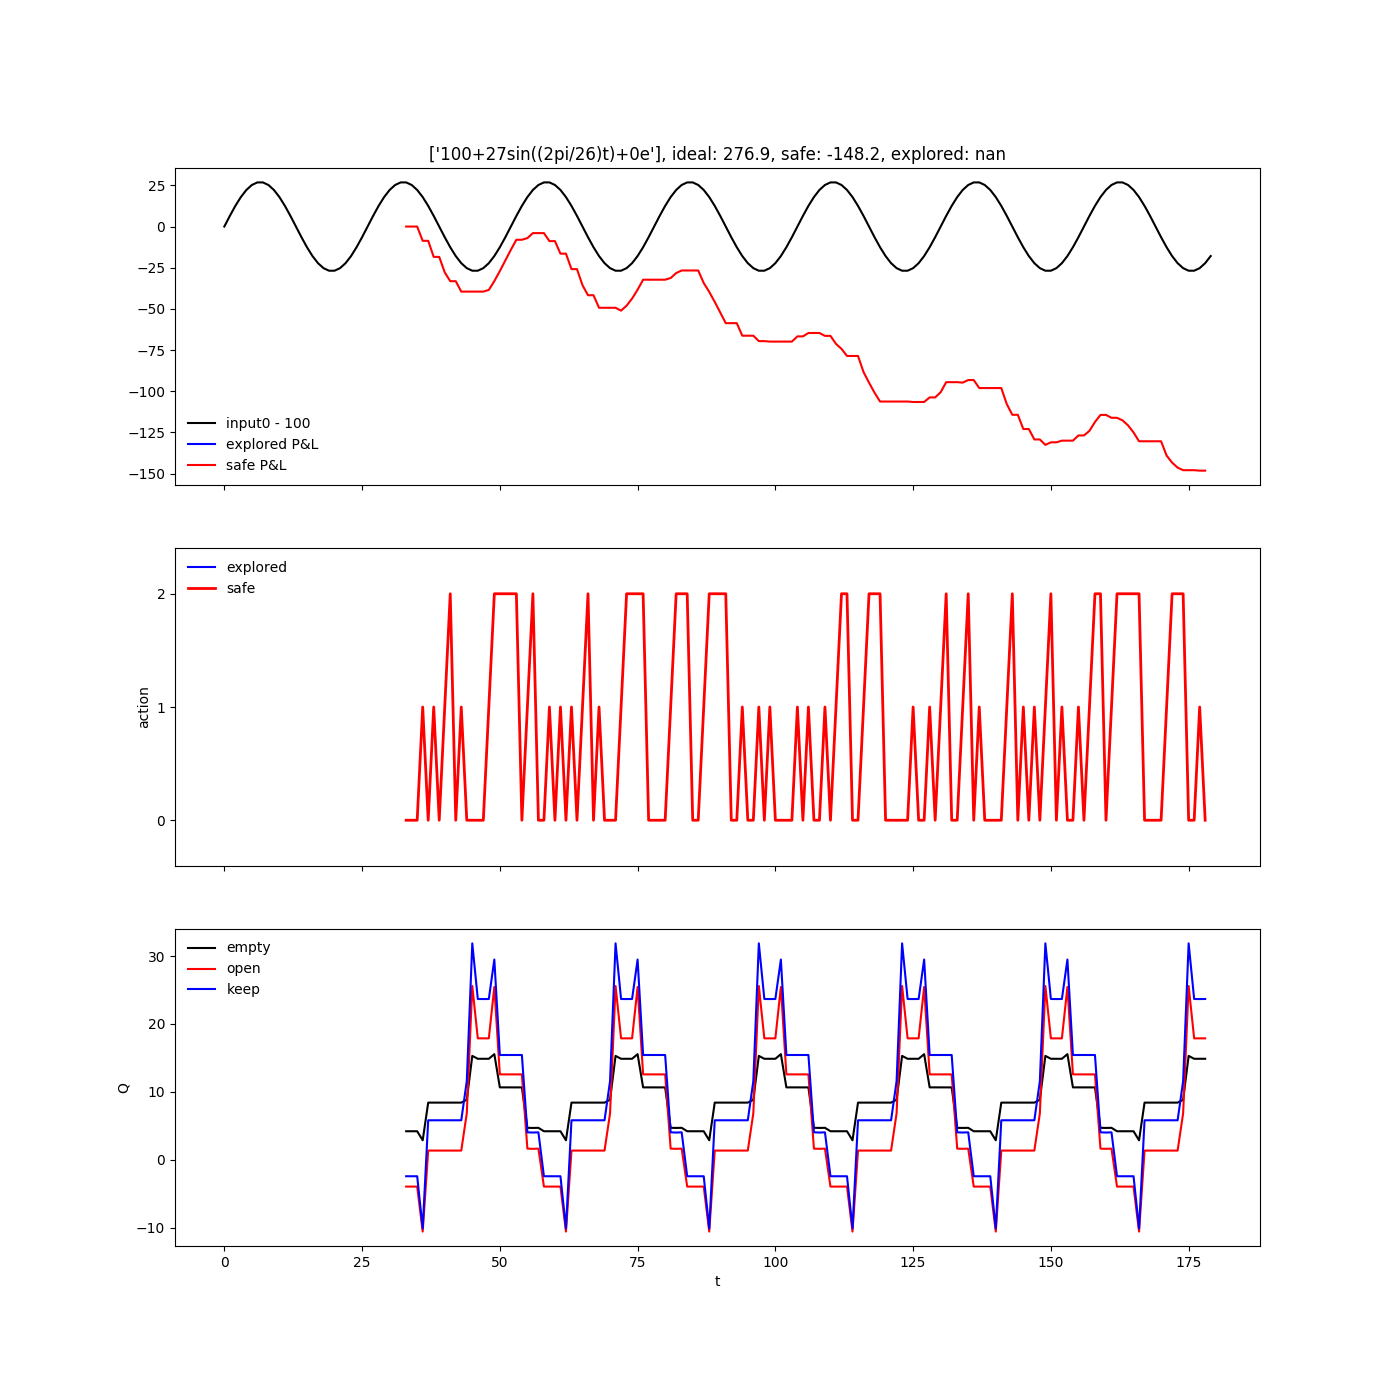 ['100+27sin((2pi/26)t)+0e'], ideal: 276.9, safe: -148.2, explored: nan
25
0
−25
−50
−75
−100
−125
−150
input0 - 100
explored P&L
safe P&L
2
1
0
action
explored
safe
30
20
10
0
−10
Q
empty
open
keep
0
25
50
75
100
125
150
175
t